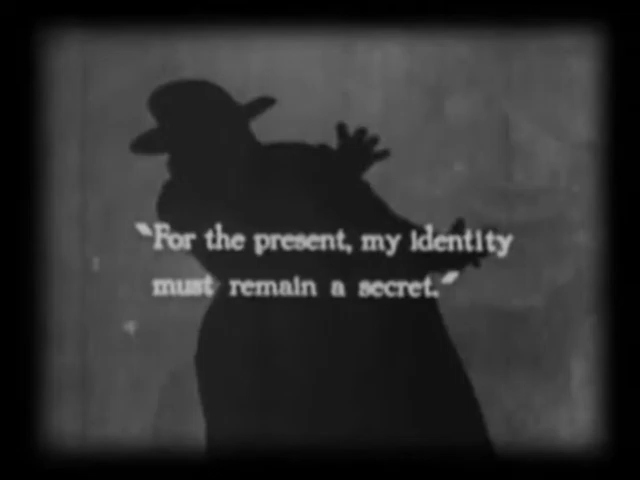 "For the present, my identity
must remain a secret."